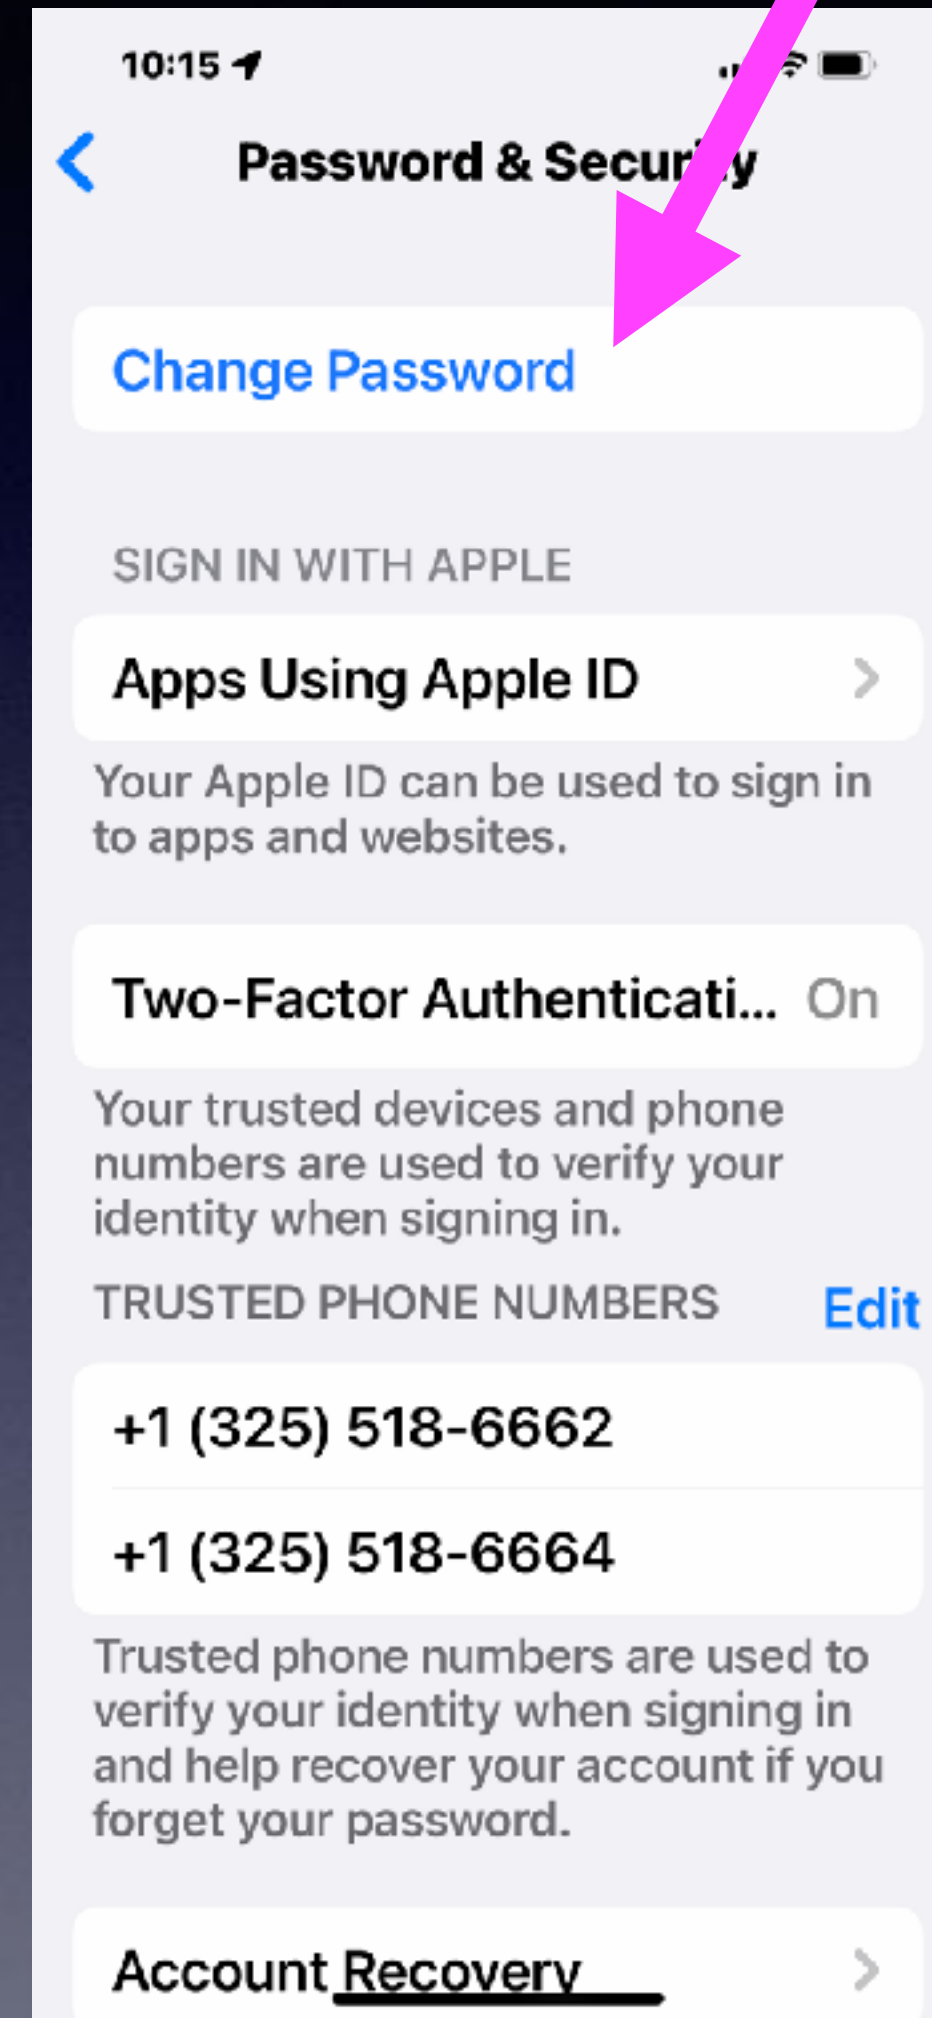 10:15
Password & Security
Change Password
SIGN IN WITH APPLE
Apps Using Apple ID
Your Apple ID can be used to sign in
to apps and websites.
Two-Factor Authenticati... On
Your trusted devices and phone
numbers are used to verify your
identity when signing in.
TRUSTED PHONE NUMBERS Edit
+1 (325) 518-6662
+1 (325) 518-6664
Trusted phone numbers are used to
verify your identity when signing in
and help recover your account if you
forget your password.
Account Recovery